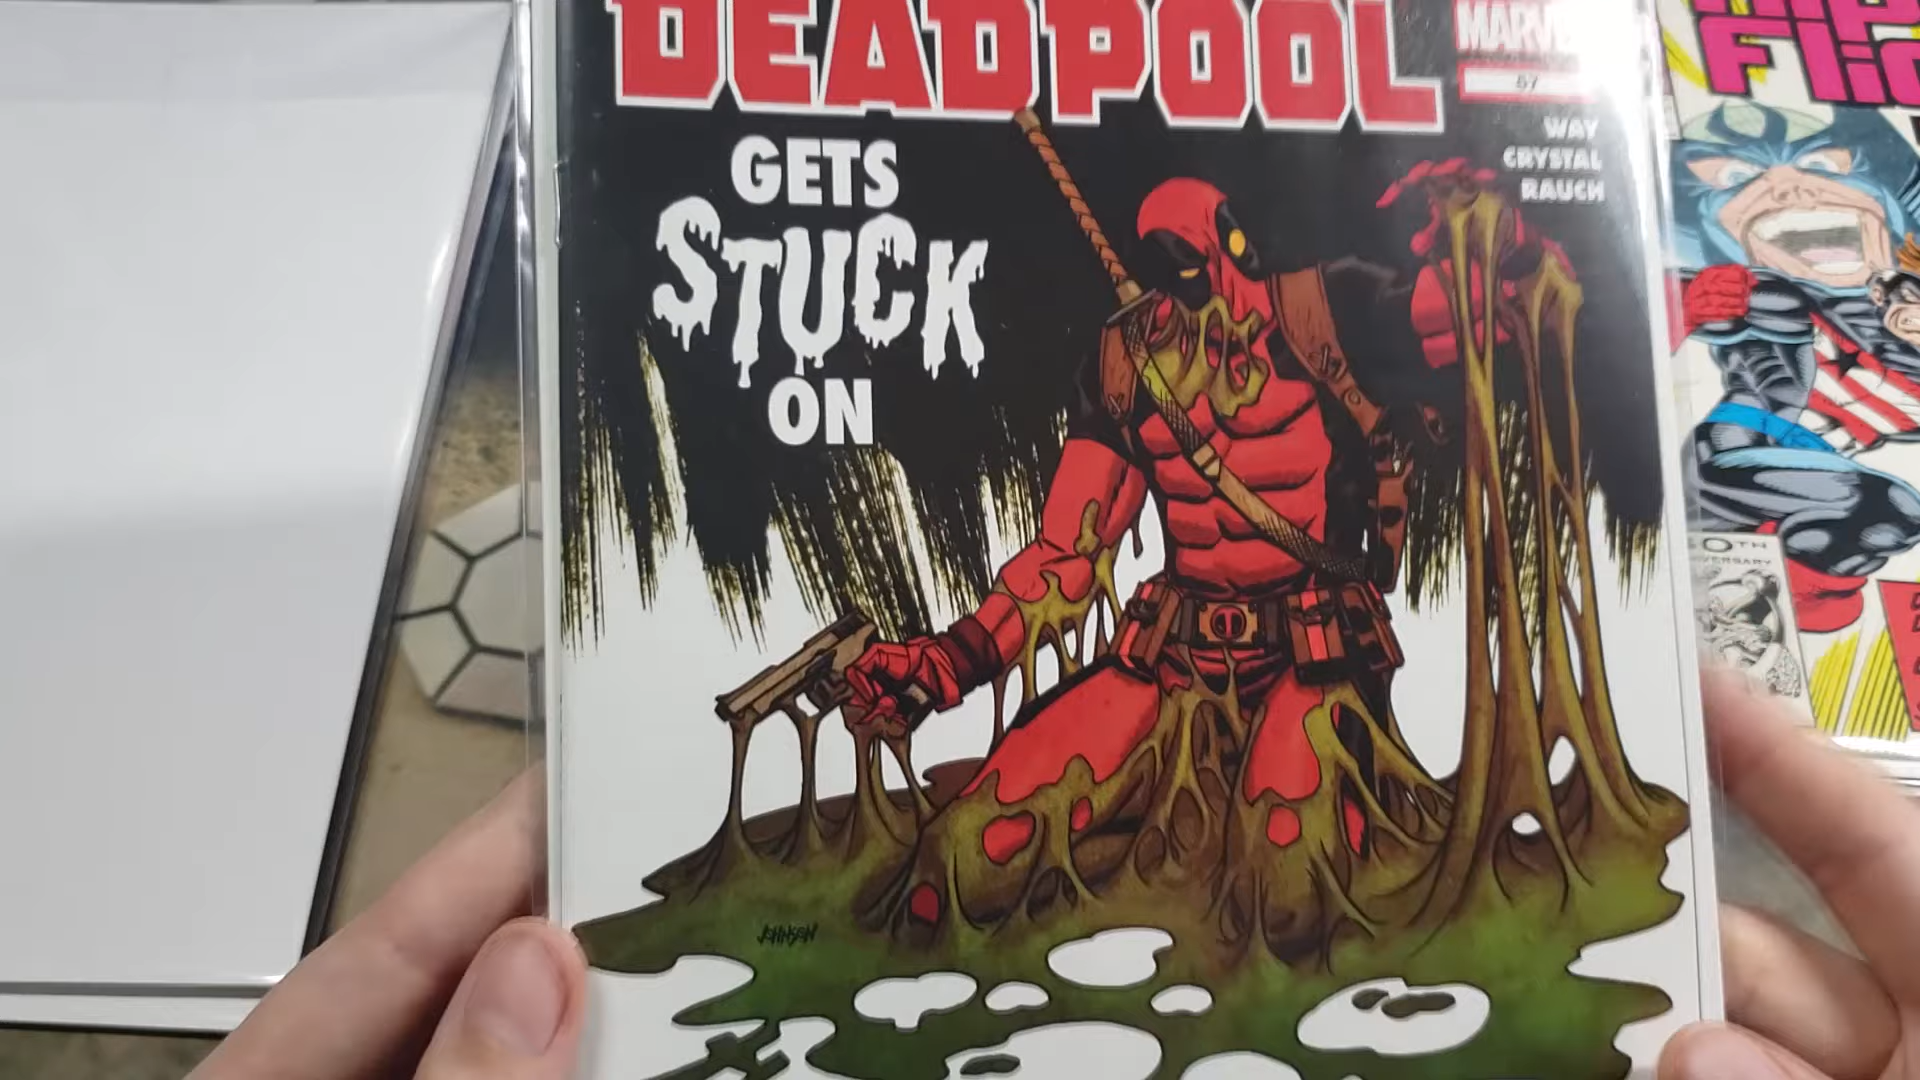 DEADPOOL
MARVEL
57
WAY
CRYSTAL
RAUCH
GETS
STUCK
ON
JOHNSON